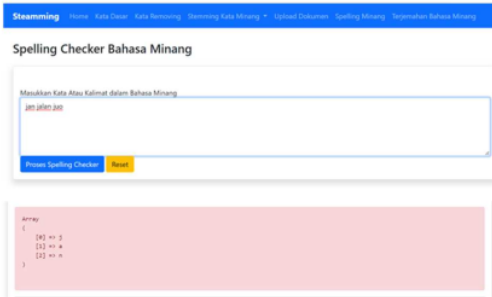 Steamming Home Kata Dasar Kata Removing Stemming Kata Minang Upload Dokumen Spelling Minang Terjemahan Bahasa Minang
Spelling Checker Bahasa Minang
Masukkan Kata Atau Kalimat dalam Bahasa Minang
jan jalan juo
Proses Spelling Checker Reset
Array
(
[0] => j
[1] => a
[2] => n
)